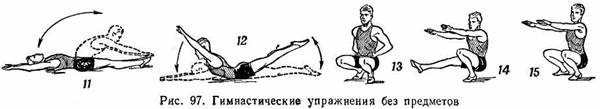 11 12 13 14 15
Рис. 97. Гимнастические упражнения без предметов